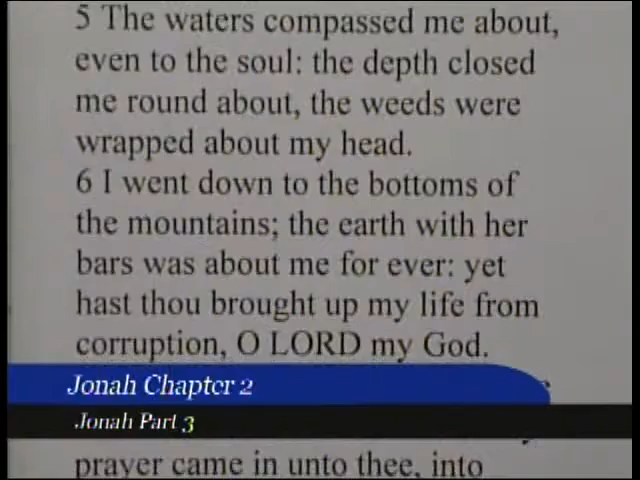 5 The waters compassed me about,
even to the soul: the depth closed
me round about, the weeds were
wrapped about my head.
6 I went down to the bottoms of
the mountains; the earth with her
bars was about me for ever: yet
hast thou brought up my life from
corruption, O LORD my God.
Jonah Chapter 2
Jonah Part 3
prayer came in unto thee, into